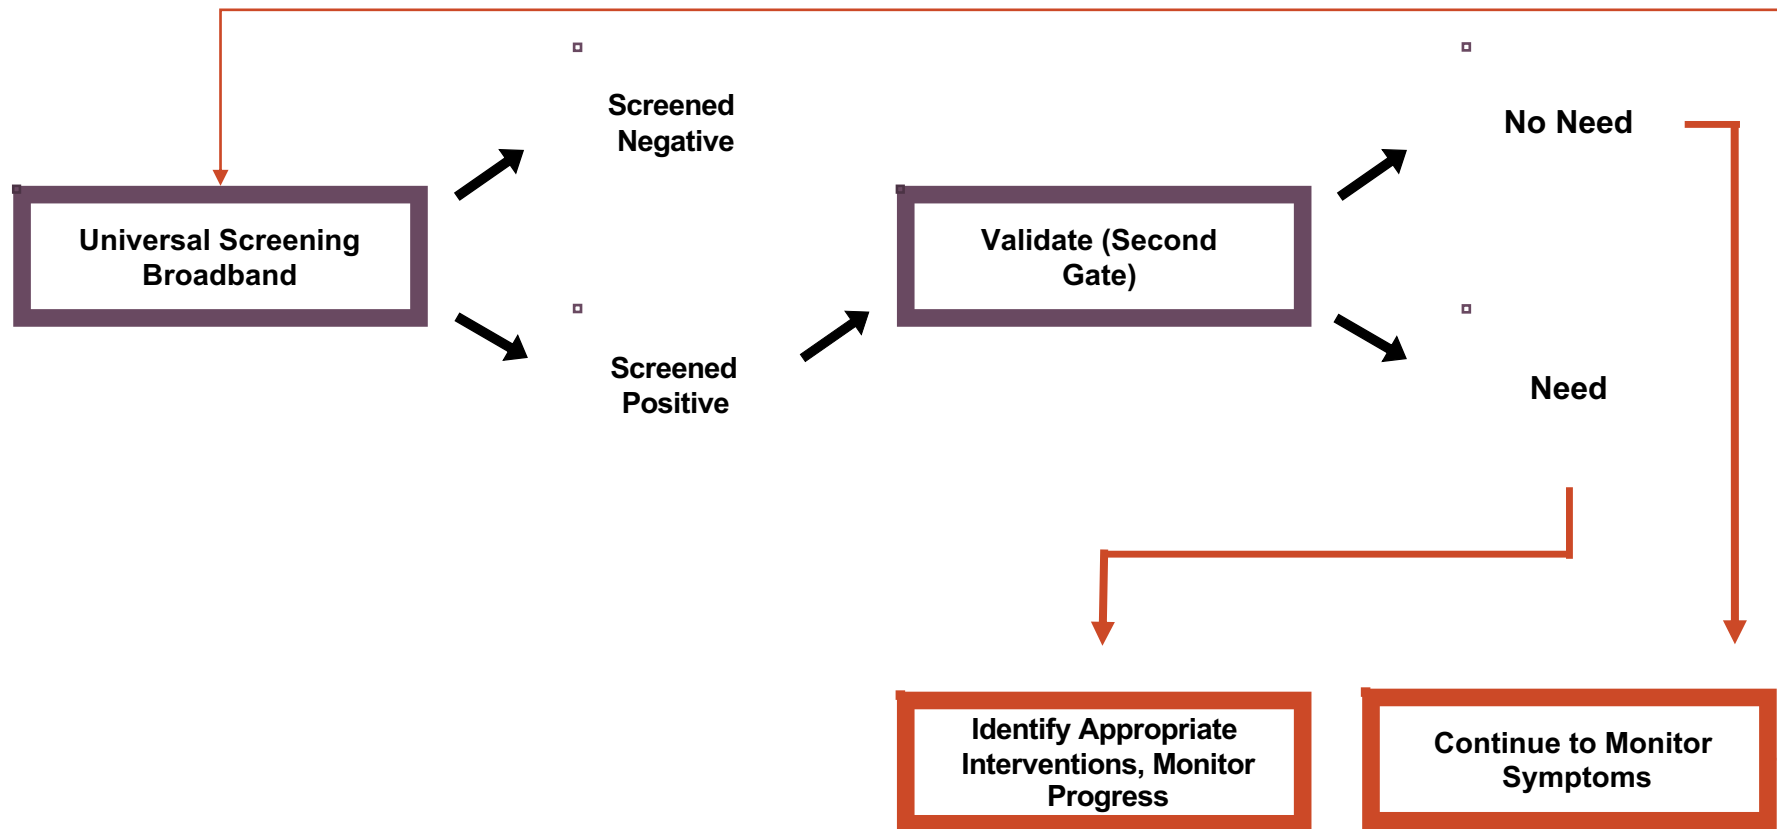 Screened
Negative
No Need
Universal Screening
Broadband
Validate (Second
Gate)
Screened
Positive
Need
Identify Appropriate
Interventions, Monitor
Progress
Continue to Monitor
Symptoms